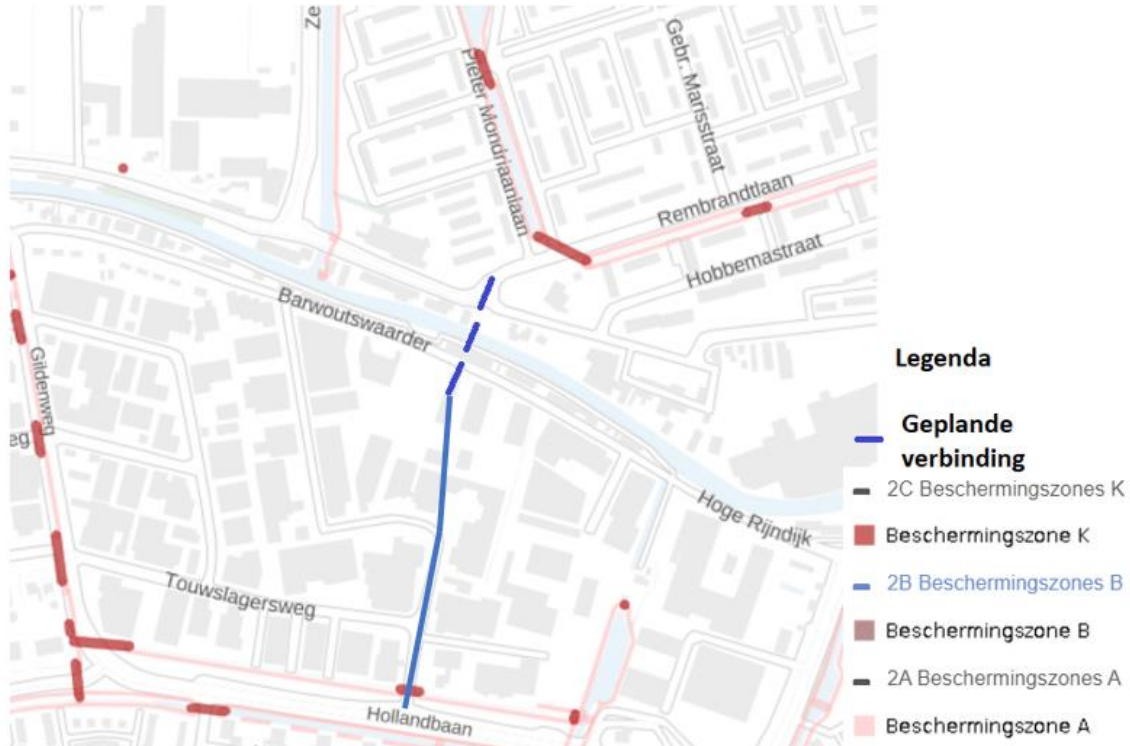 Ze
Pieter Mondriaanlaan
Gebr. Marisstraat
Rembrandtlaan
Hobbemastraat
Barwoutswaarder
Gildenweg
eg
Hoge Rijndijk
Touwslagersweg
Hollandbaan
Legenda
Geplande
verbinding
2C Beschermingszones K
Beschermingszone K
2B Beschermingszones B
Beschermingszone B
2A Beschermingszones A
Beschermingszone A